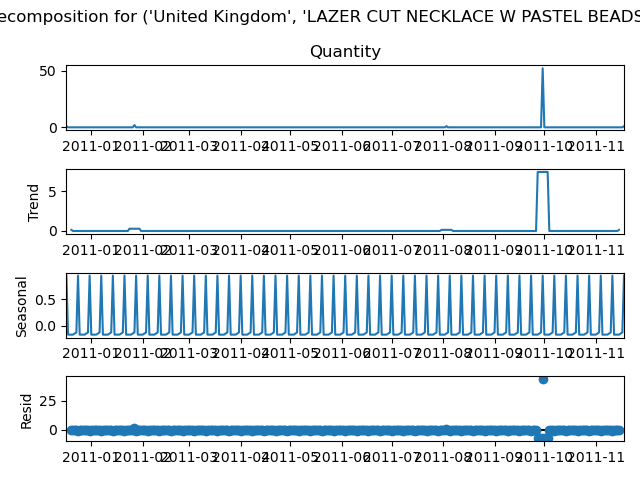 ecomposition for ('United Kingdom', 'LAZER CUT NECKLACE W PASTEL BEADS
Quantity
50
0
2011-01 2011-02 2011-03 2011-04 2011-05 2011-06 2011-07 2011-08 2011-09 2011-10 2011-11
Trend
5
0
2011-01 2011-02 2011-03 2011-04 2011-05 2011-06 2011-07 2011-08 2011-09 2011-10 2011-11
Seasonal
0.5
0.0
2011-01 2011-02 2011-03 2011-04 2011-05 2011-06 2011-07 2011-08 2011-09 2011-10 2011-11
Resid
25
0
2011-01 2011-02 2011-03 2011-04 2011-05 2011-06 2011-07 2011-08 2011-09 2011-10 2011-11